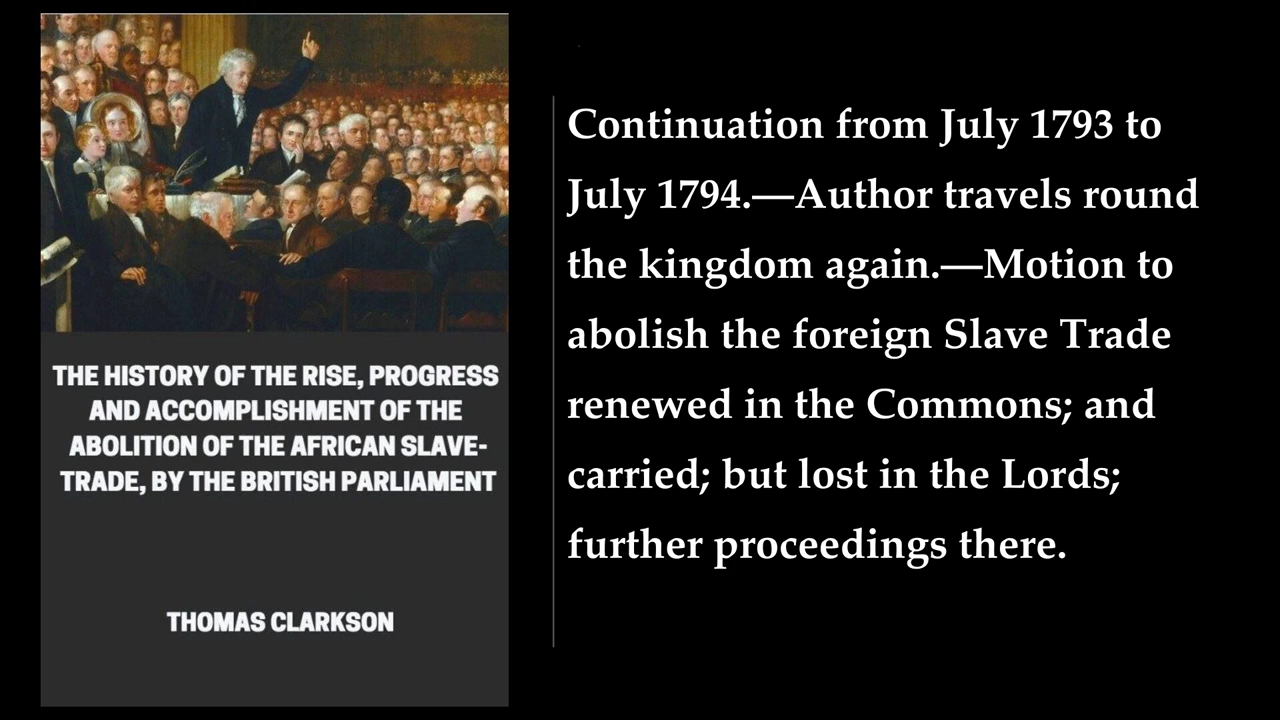 THE HISTORY OF THE RISE, PROGRESS
AND ACCOMPLISHMENT OF THE
ABOLITION OF THE AFRICAN SLAVE-
TRADE, BY THE BRITISH PARLIAMENT
THOMAS CLARKSON
Continuation from July 1793 to
July 1794.—Author travels round
the kingdom again.—Motion to
abolish the foreign Slave Trade
renewed in the Commons; and
carried; but lost in the Lords;
further proceedings there.